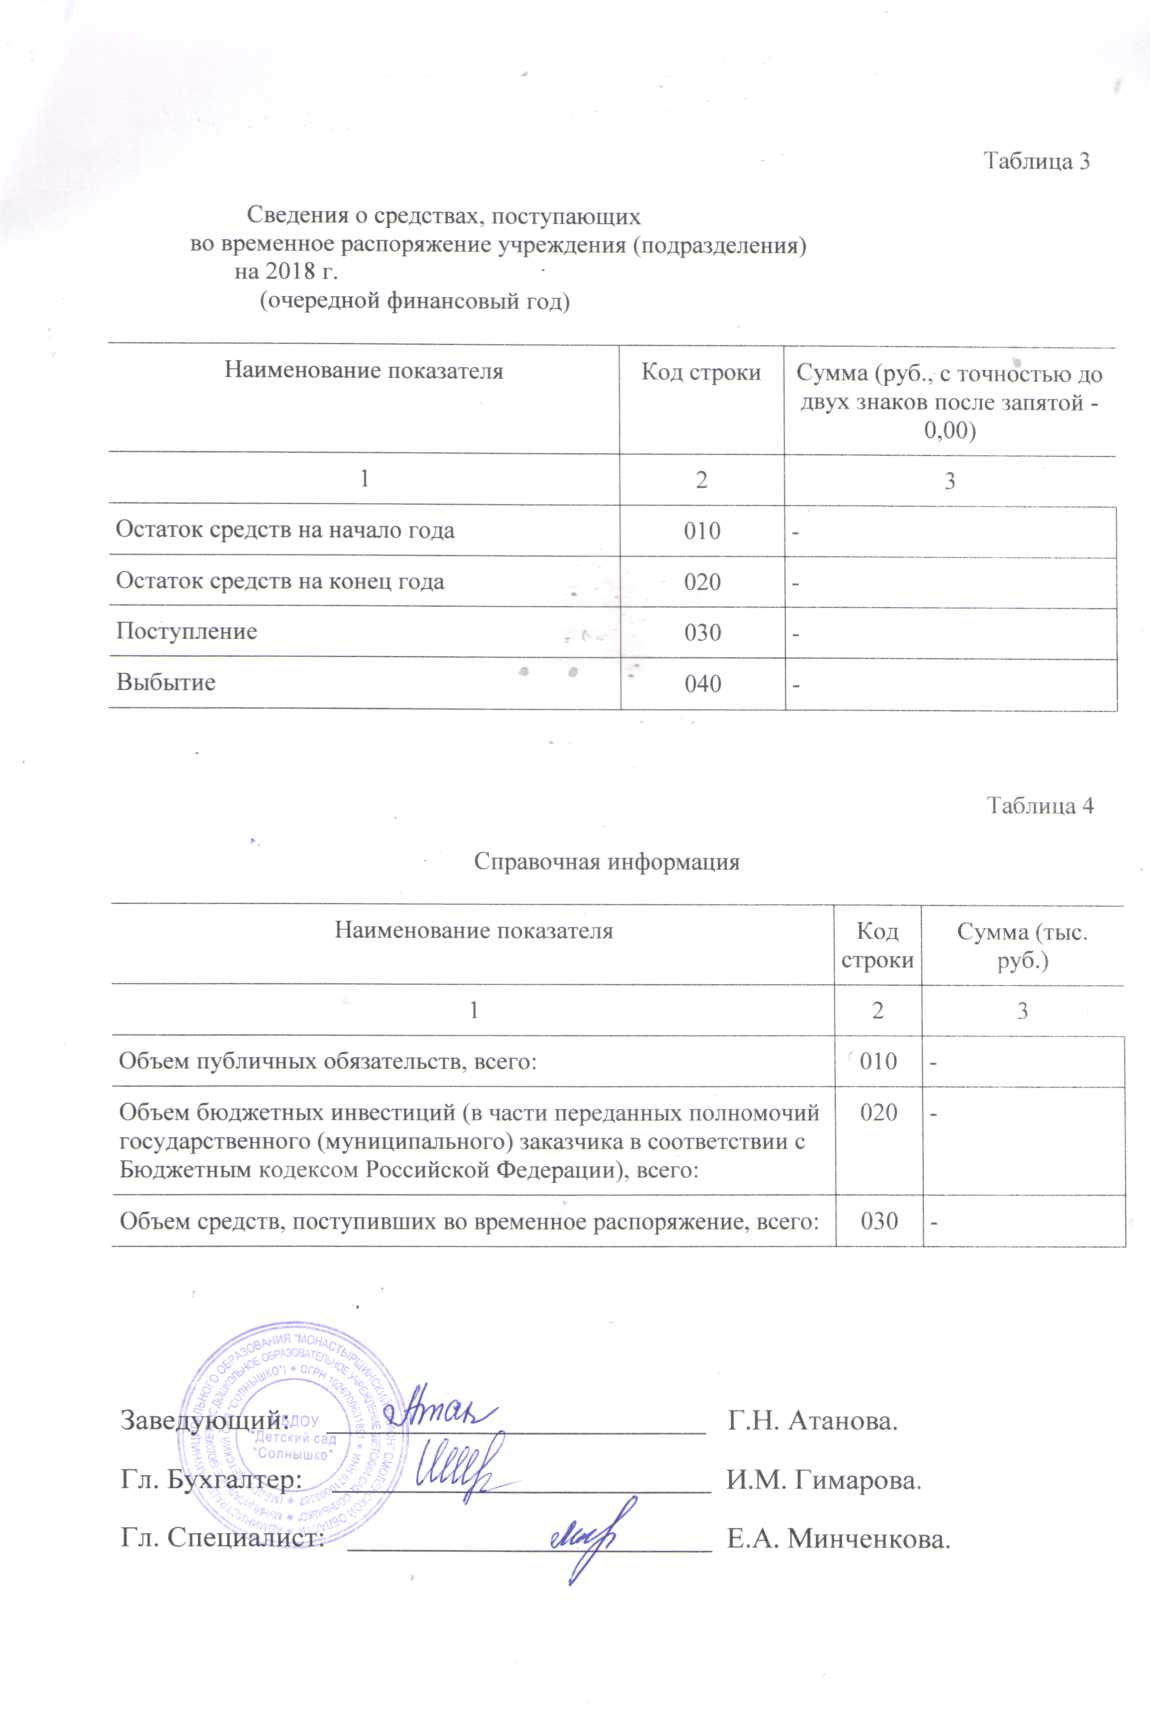 Таблица 3
Сведения о средствах, поступающих
во временное распоряжение учреждения (подразделения)
на 2018 г.
(очередной финансовый год)
Наименование показателя Код строки Сумма (руб., с точностью до
двух знаков после запятой -
0,00)
1 2 3
Остаток средств на начало года 010 -
Остаток средств на конец года 020 -
Поступление 030 -
Выбытие 040 -
Таблица 4
Справочная информация
Наименование показателя Код Сумма (тыс.
строки руб.)
1 2 3
Объем публичных обязательств, всего: 010 -
Объем бюджетных инвестиций (в части переданных полномочий 020 -
государственного (муниципального) заказчика в соответствии с
Бюджетным кодексом Российской Федерации), всего:
Объем средств, поступивших во временное распоряжение, всего: 030 -
Заведующий: Г.Н. Атанова.
Гл. Бухгалтер: И.М. Гимарова.
Гл. Специалист: Е.А. Минченкова.
"Детский сад
"Солнышко"